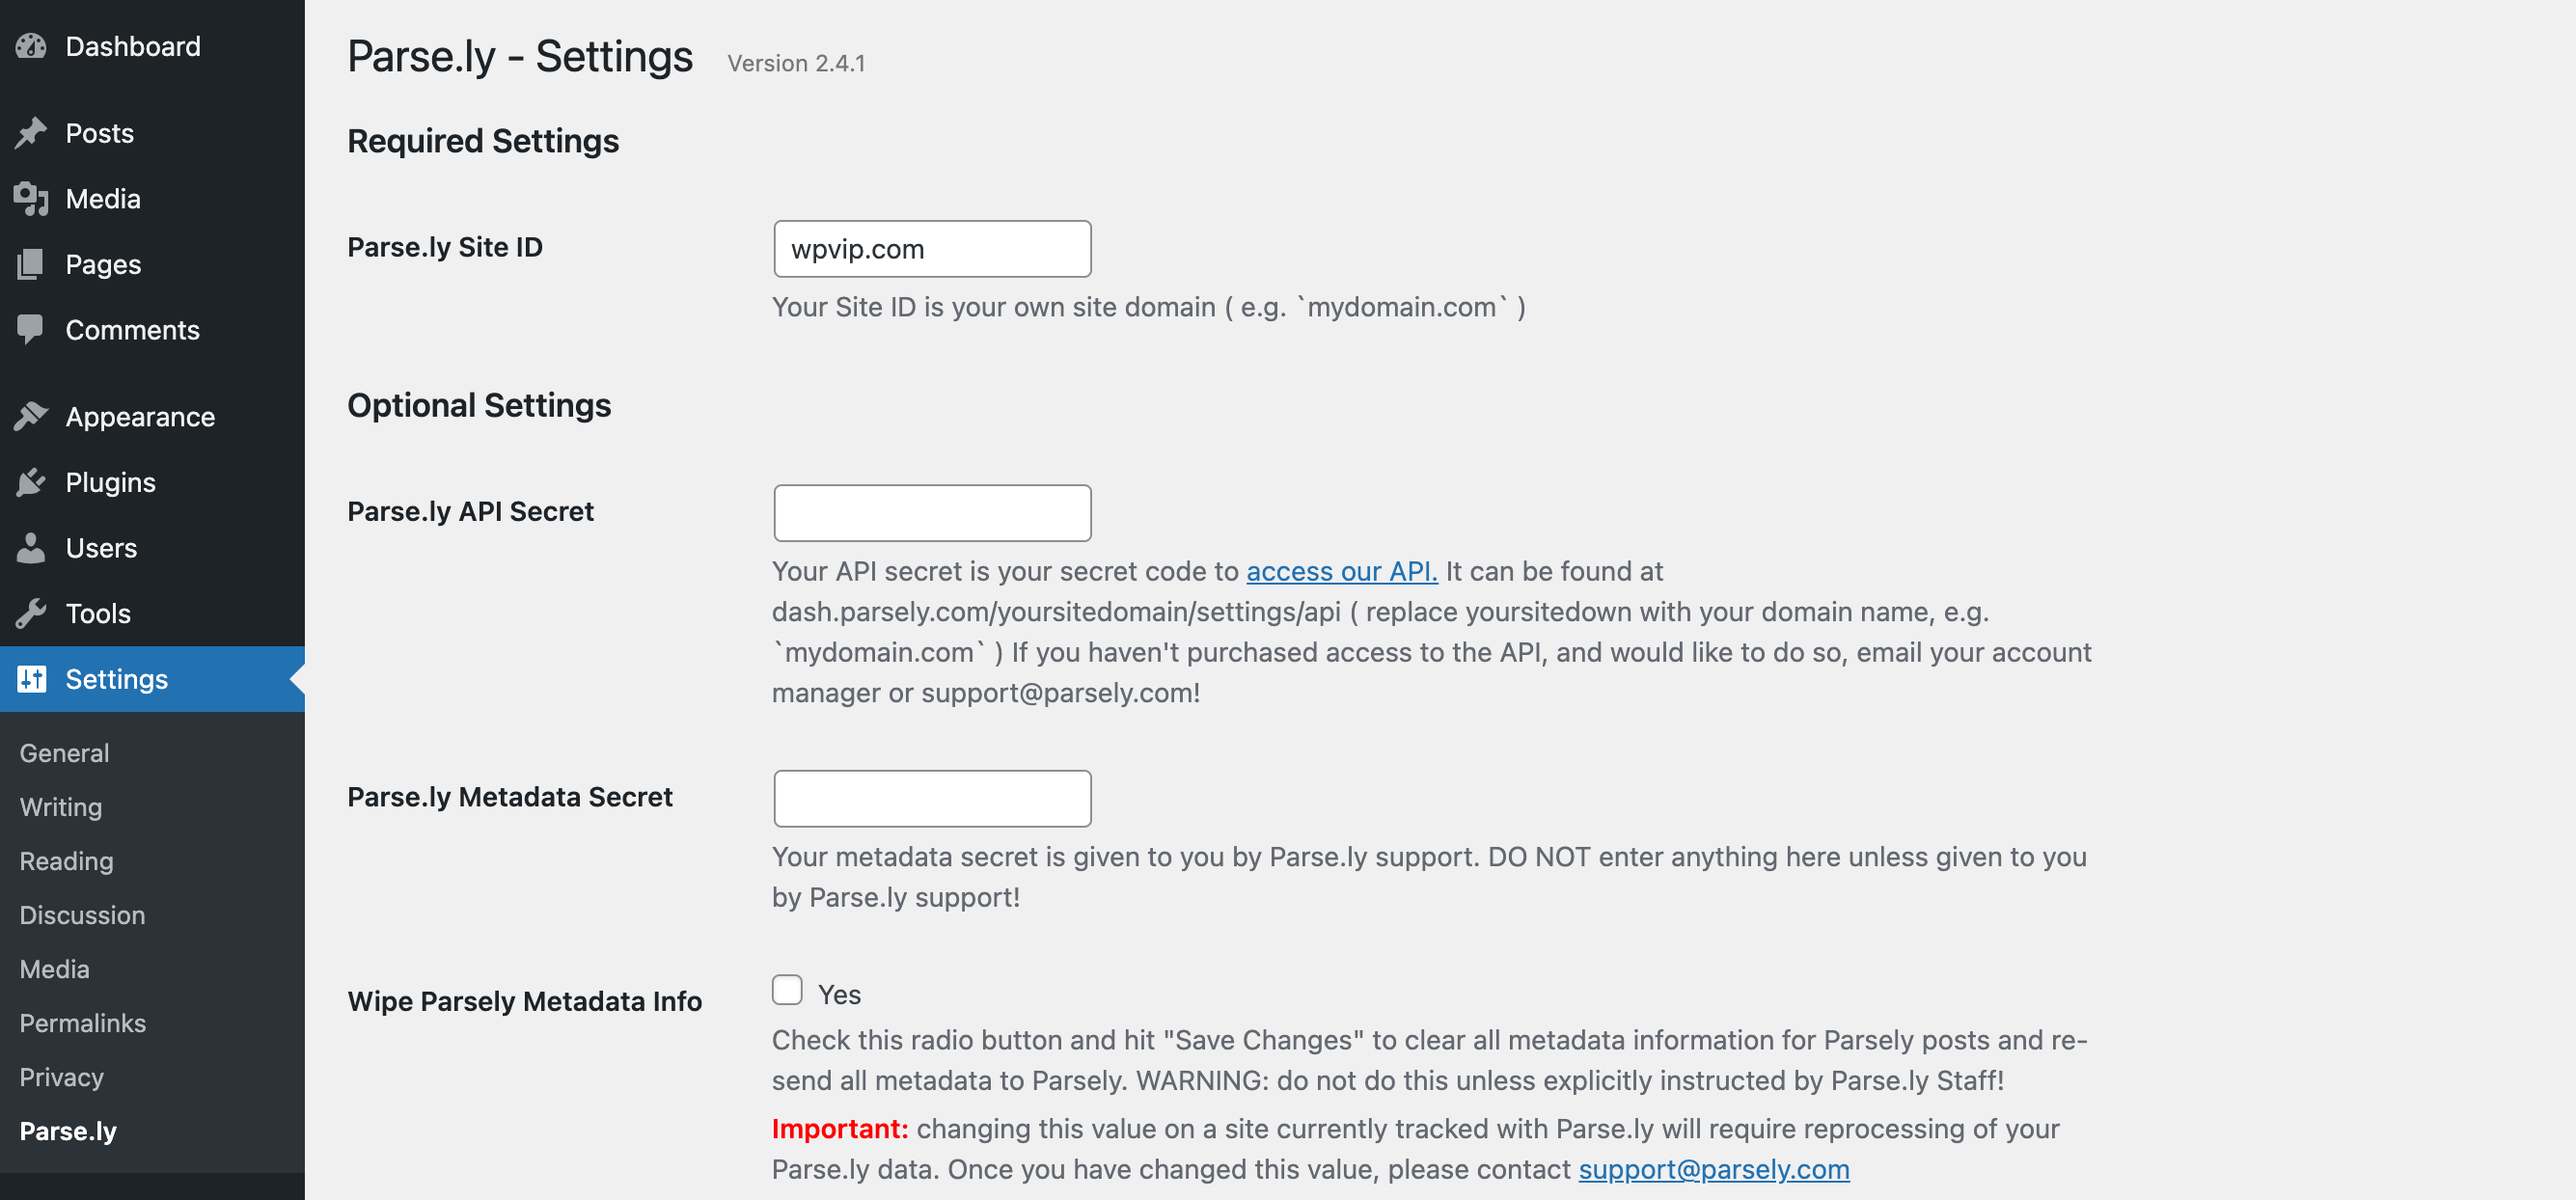 Dashboard
Posts
Media
Pages
Comments
Appearance
Plugins
Users
Tools
Settings
General
Writing
Reading
Discussion
Media
Permalinks
Privacy
Parse.ly
Parse.ly - Settings Version 2.4.1
Required Settings
Parse.ly Site ID
wpvip.com
Your Site ID is your own site domain ( e.g. `mydomain.com` )
Optional Settings
Parse.ly API Secret
Your API secret is your secret code to access our API. It can be found at
dash.parsely.com/yoursitedomain/settings/api ( replace yoursitedown with your domain name, e.g.
`mydomain.com` ) If you haven't purchased access to the API, and would like to do so, email your account
manager or support@parsely.com!
Parse.ly Metadata Secret
Your metadata secret is given to you by Parse.ly support. DO NOT enter anything here unless given to you
by Parse.ly support!
Wipe Parsely Metadata Info
Yes
Check this radio button and hit "Save Changes" to clear all metadata information for Parsely posts and re-
send all metadata to Parsely. WARNING: do not do this unless explicitly instructed by Parse.ly Staff!
Important: changing this value on a site currently tracked with Parse.ly will require reprocessing of your
Parse.ly data. Once you have changed this value, please contact support@parsely.com